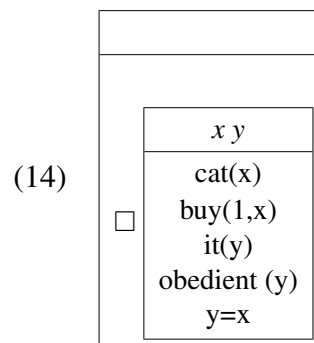 x y
cat(x)
(14)
buy(1,x)
□
it(y)
obedient (y)
y=x